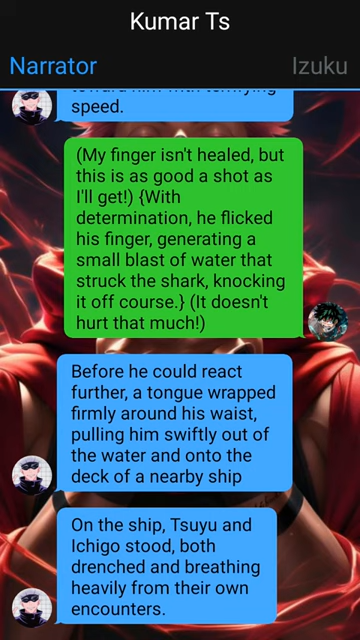 Kumar Ts
Narrator
Izuku
toward him with terrifying
speed.
(My finger isn't healed, but
this is as good a shot as
I'll get!) {With
determination, he flicked
his finger, generating a
small blast of water that
struck the shark, knocking
it off course.} (It doesn't
hurt that much!)
Before he could react
further, a tongue wrapped
firmly around his waist,
pulling him swiftly out of
the water and onto the
deck of a nearby ship
On the ship, Tsuyu and
Ichigo stood, both
drenched and breathing
heavily from their own
encounters.